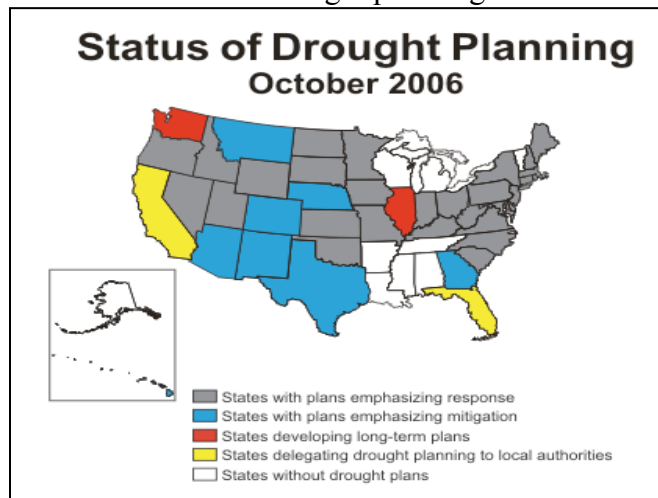 Status of Drought Planning
October 2006
States with plans emphasizing response
States with plans emphasizing mitigation
States developing long-term plans
States delegating drought planning to local authorities
States without drought plans